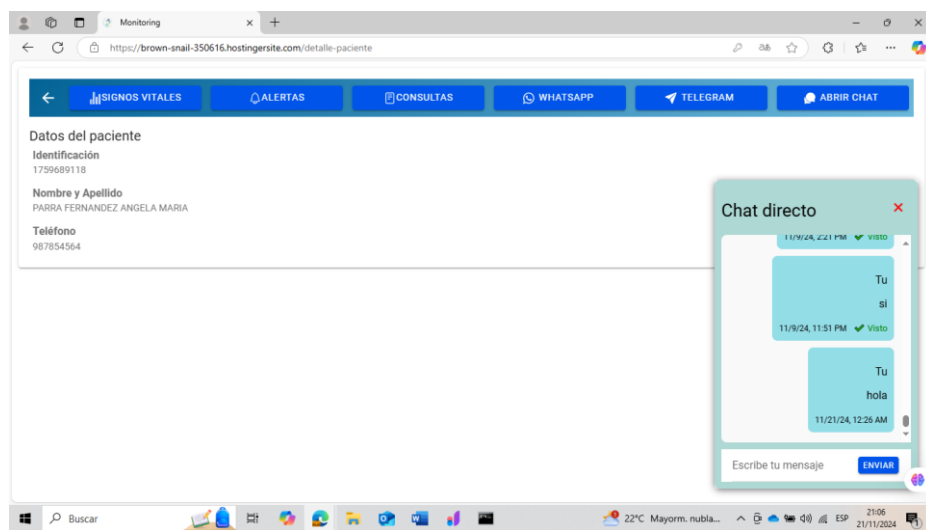 Monitoring
https://brown-snail-350616.hostingersite.com/detalle-paciente
SIGNOS VITALES
ALERTAS
CONSULTAS
WHATSAPP
TELEGRAM
ABRIR CHAT
Datos del paciente
Identificación
1759689118
Nombre y Apellido
PARRA FERNANDEZ ANGELA MARIA
Teléfono
987854564
Chat directo
11/9/24, 2:21 PM Visto
Tu
si
11/9/24, 11:51 PM Visto
Tu
hola
11/21/24, 12:26 AM
Escribe tu mensaje
ENVIAR
Buscar
22°C Mayorm. nubla...
ESP
21:06
21/11/2024